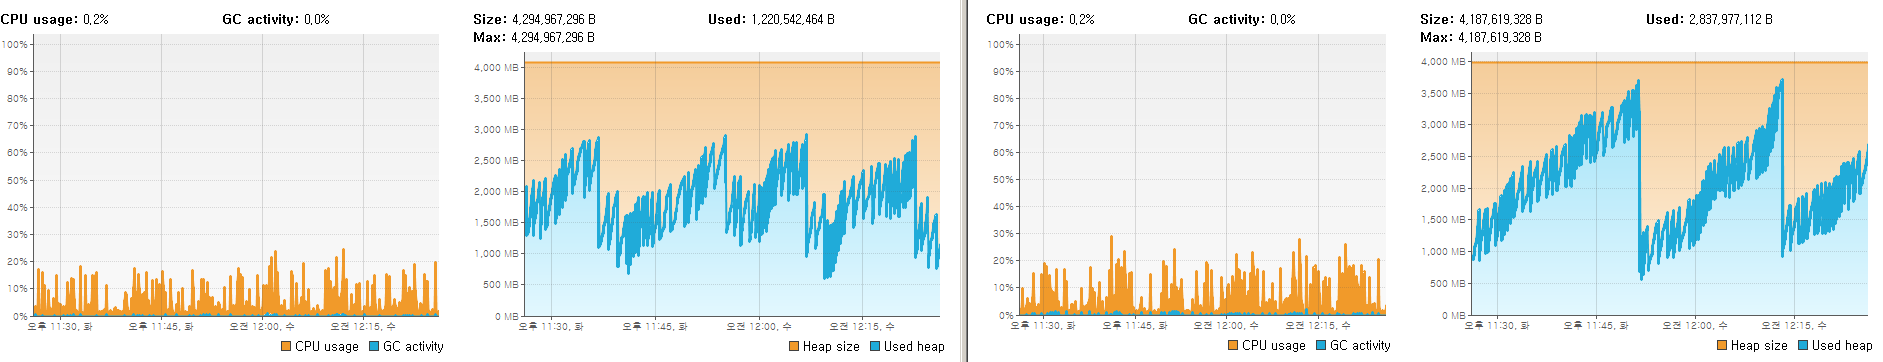 CPU usage: 0,2% GC activity: 0,0%
100%
90%
80%
70%
60%
50%
40%
30%
20%
10%
0%
오후 11:30, 화 오후 11:45, 화 오전 12:00, 수 오전 12:15, 수
CPU usage GC activity
Size: 4,294,967,296 B Used: 1,220,542,464 B
Max: 4,294,967,296 B
4,000 MB
3,500 MB
3,000 MB
2,500 MB
2,000 MB
1,500 MB
1,000 MB
500 MB
0 MB
오후 11:30, 화 오후 11:45, 화 오전 12:00, 수 오전 12:15, 수
Heap size Used heap
CPU usage: 0,2% GC activity: 0,0%
100%
90%
80%
70%
60%
50%
40%
30%
20%
10%
0%
오후 11:30, 화 오후 11:45, 화 오전 12:00, 수 오전 12:15, 수
CPU usage GC activity
Size: 4,187,619,328 B Used: 2,837,977,112 B
Max: 4,187,619,328 B
4,000 MB
3,500 MB
3,000 MB
2,500 MB
2,000 MB
1,500 MB
1,000 MB
500 MB
0 MB
오후 11:30, 화 오후 11:45, 화 오전 12:00, 수 오전 12:15, 수
Heap size Used heap